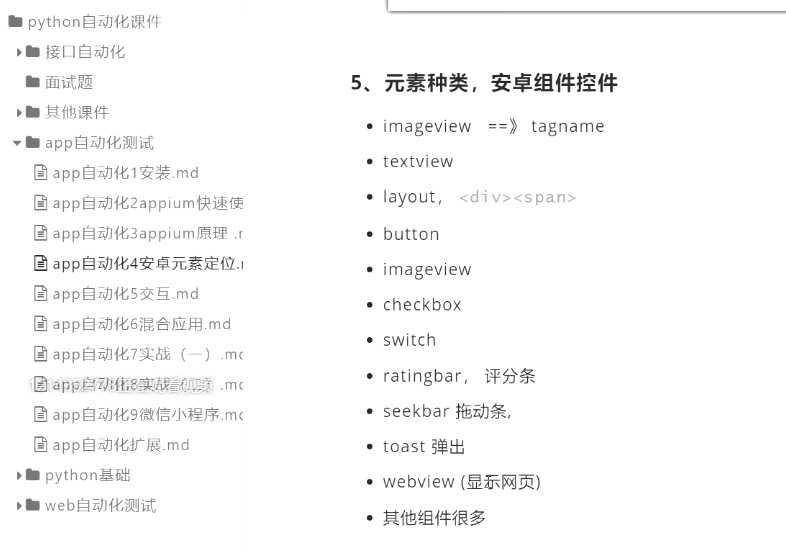 python自动化课件
接口自动化
面试题
其他课件
app自动化测试
app自动化1安装.md
app自动化2appium快速使
app自动化3appium原理 .m
app自动化4安卓元素定位.m
app自动化5交互.md
app自动化6混合应用.md
app自动化7实战（一）.md
app自动化8实战 .md
app自动化9微信小程序.md
app自动化扩展.md
python基础
web自动化测试
5、元素种类，安卓组件控件
imageview ==》 tagname
textview
layout， <div><span>
button
imageview
checkbox
switch
ratingbar， 评分条
seekbar 拖动条,
toast 弹出
webview (显示网页)
其他组件很多